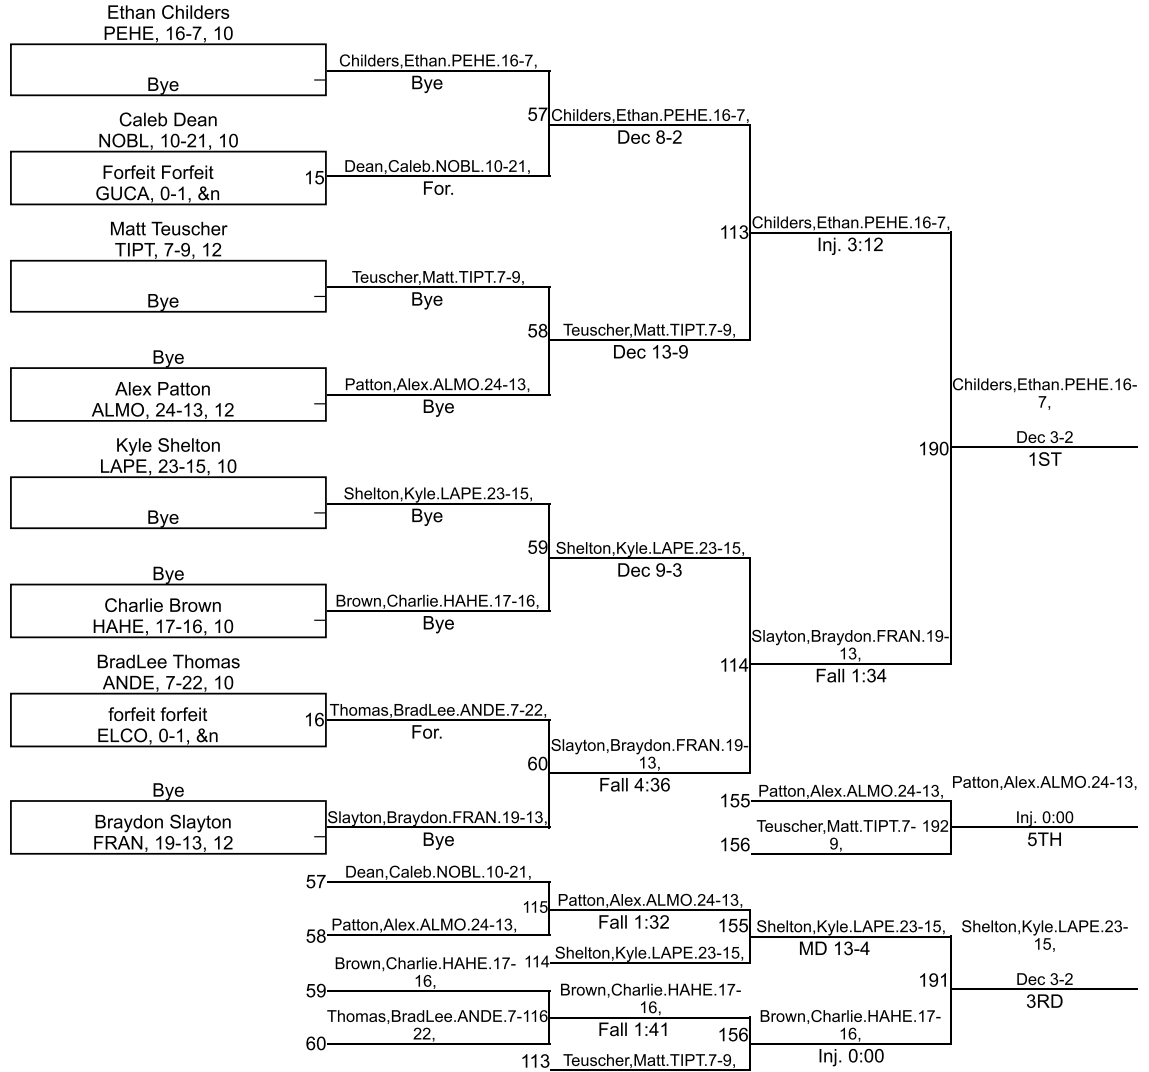 Ethan Childers
PEHE, 16-7, 10
Bye
Childers,Ethan.PEHE.16-7,
Bye
57
Childers,Ethan.PEHE.16-7,
Dec 8-2
Caleb Dean
NOBL, 10-21, 10
Forfeit Forfeit
GUCA, 0-1, &n
15
Dean,Caleb.NOBL.10-21,
For.
113
Childers,Ethan.PEHE.16-7,
Inj. 3:12
Matt Teuscher
TIPT, 7-9, 12
Bye
Teuscher,Matt.TIPT.7-9,
Bye
58
Teuscher,Matt.TIPT.7-9,
Dec 13-9
Bye
Alex Patton
ALMO, 24-13, 12
Patton,Alex.ALMO.24-13,
Bye
190
Childers,Ethan.PEHE.16-
7,
Dec 3-2
1ST
Kyle Shelton
LAPE, 23-15, 10
Bye
Shelton,Kyle.LAPE.23-15,
Bye
59
Shelton,Kyle.LAPE.23-15,
Dec 9-3
Bye
Charlie Brown
HAHE, 17-16, 10
Brown,Charlie.HAHE.17-16,
Bye
114
Slayton,Braydon.FRAN.19-
13,
Fall 1:34
BradLee Thomas
ANDE, 7-22, 10
forfeit forfeit
ELCO, 0-1, &n
16
Thomas,BradLee.ANDE.7-22,
For.
60
Slayton,Braydon.FRAN.19-
13,
Fall 4:36
Bye
Braydon Slayton
FRAN, 19-13, 12
Slayton,Braydon.FRAN.19-13,
Bye
155
Patton,Alex.ALMO.24-13,
156
Teuscher,Matt.TIPT.7-
9,
192
Patton,Alex.ALMO.24-13,
Inj. 0:00
5TH
57
Dean,Caleb.NOBL.10-21,
58
Patton,Alex.ALMO.24-13,
115
Patton,Alex.ALMO.24-13,
Fall 1:32
114
Shelton,Kyle.LAPE.23-15,
155
Shelton,Kyle.LAPE.23-15,
MD 13-4
59
Brown,Charlie.HAHE.17-
16,
60
Thomas,BradLee.ANDE.7-
22,
116
Brown,Charlie.HAHE.17-
16,
Fall 1:41
113
Teuscher,Matt.TIPT.7-9,
156
Brown,Charlie.HAHE.17-
16,
Inj. 0:00
191
Shelton,Kyle.LAPE.23-
15,
Dec 3-2
3RD